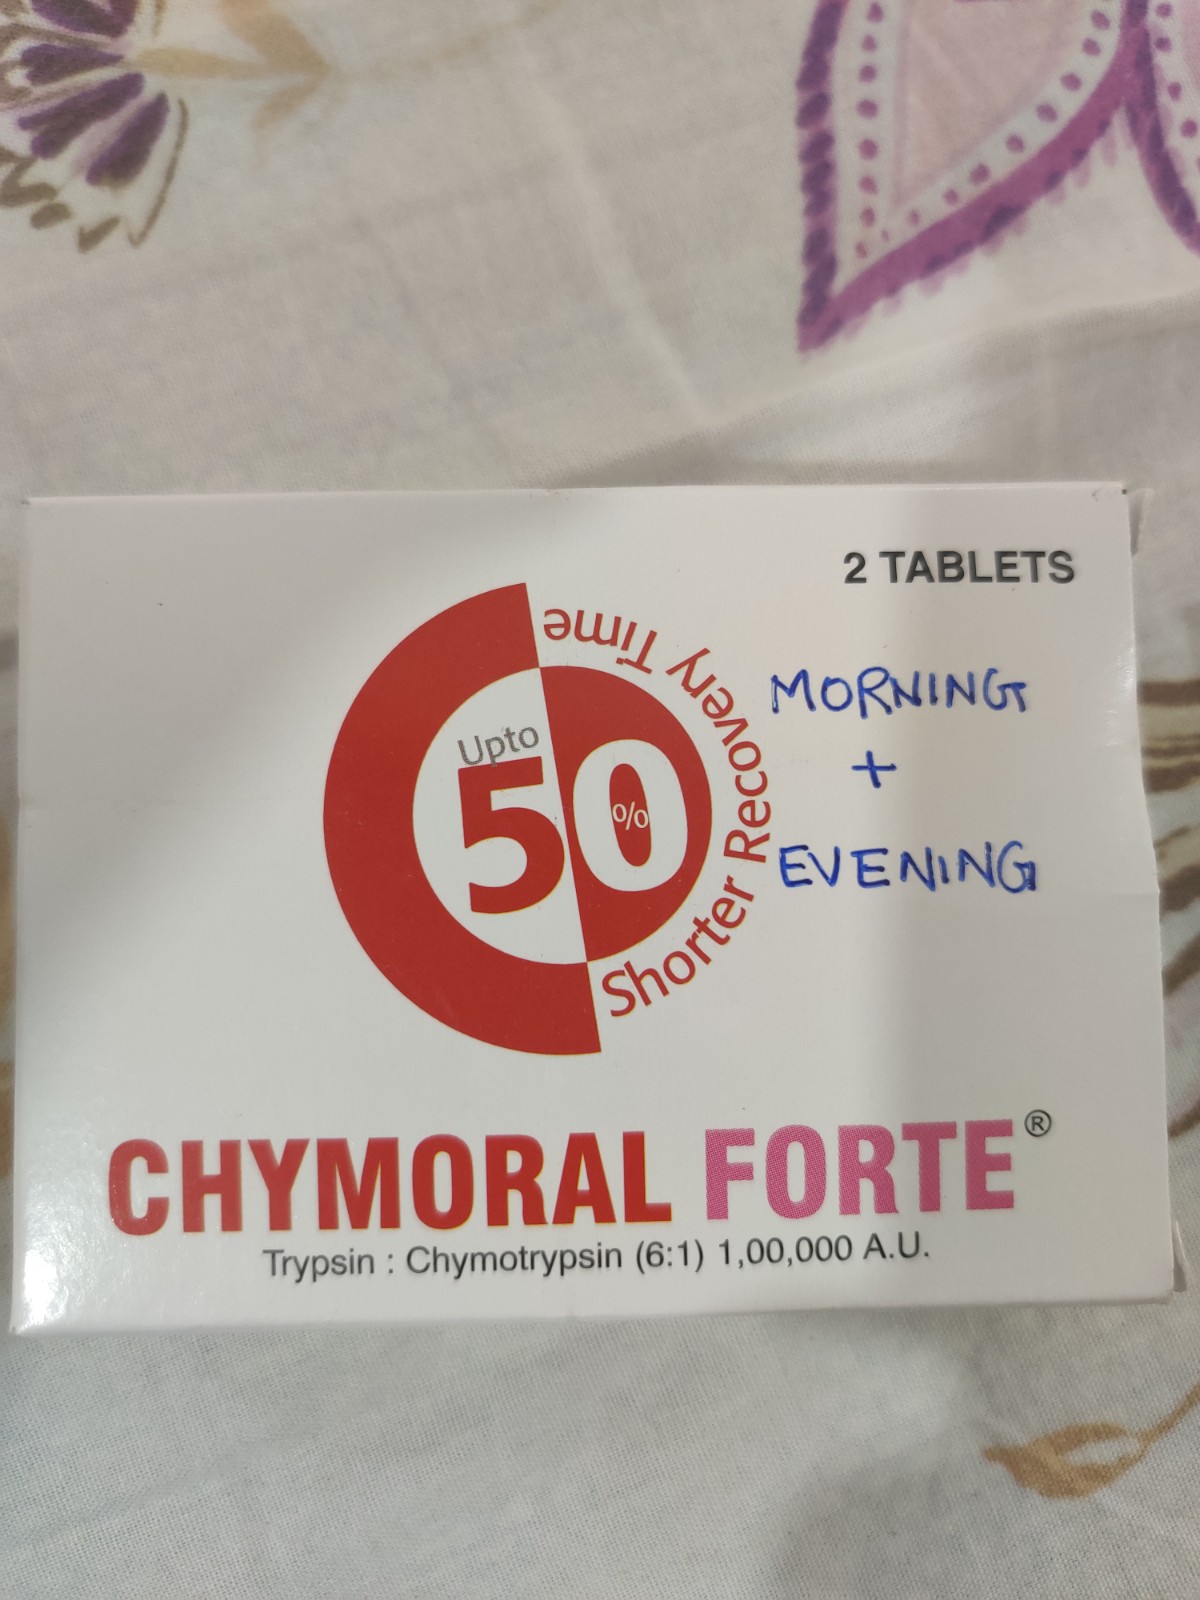 2 TABLETS
Upto
50%
Shorter Recovery Time
MORNING
+
EVENING
CHYMORAL FORTE®
Trypsin : Chymotrypsin (6:1) 1,00,000 A.U.